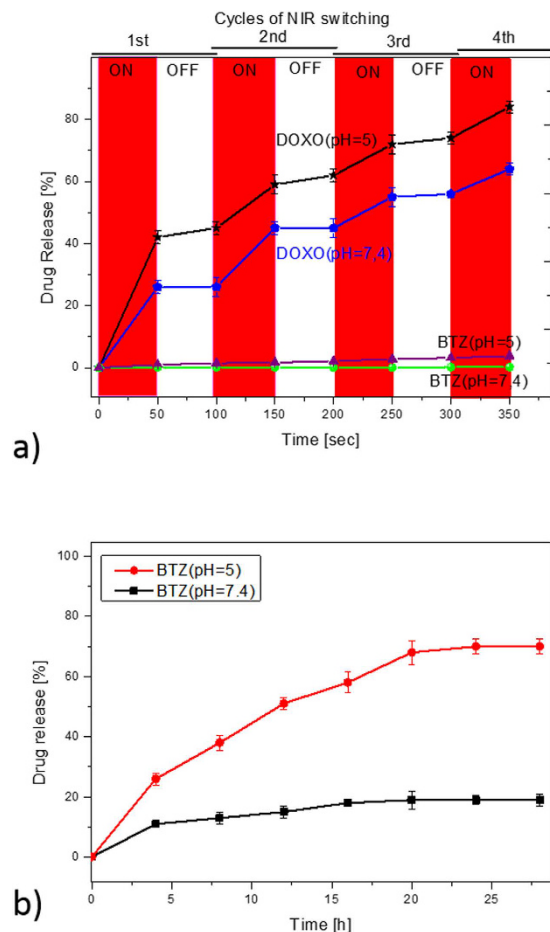 Cycles of NIR switching
1st 2nd 3rd 4th
ON OFF ON OFF ON OFF ON
DOXO(pH=5)
DOXO(pH=7,4)
BTZ(pH=5)
BTZ(pH=7,4)
Drug Release [%]
80
60
40
20
0
0 50 100 150 200 250 300 350
Time [sec]
a)
BTZ(pH=5)
BTZ(pH=7.4)
Drug release [%]
100
80
60
40
20
0
0 5 10 15 20 25
Time [h]
b)